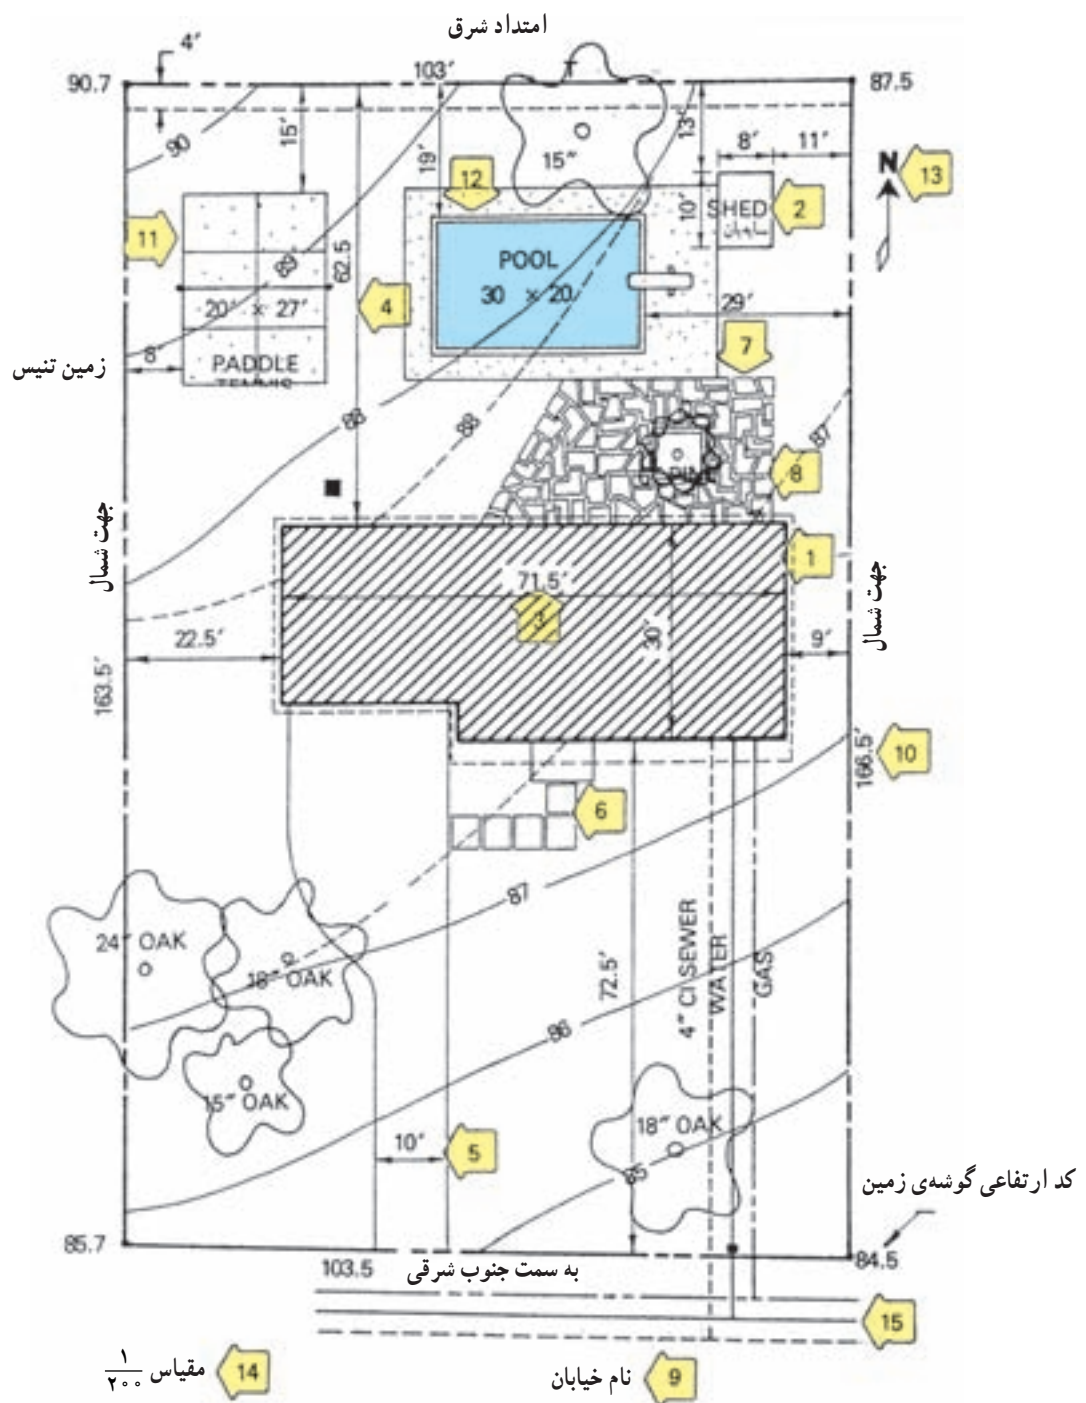 امتداد شرق
4′
90.7
103′
87.5
90
15′
19′
15″
13′
8′
11′
N
13
12
10′
SHED
سایبان
2
11
89
62.5
POOL
30 × 20
4
20′ × 27′
29′
7
زمین تنیس
8′
PADDLE
TENNIS
88
88
87
8
PINE
جهت شمال
1
جهت شمال
71.5′
3
30′
22.5′
9′
163.5′
166.5′
10
6
87
24″ OAK
18″ OAK
72.5′
4″ CI SEWER
WATER
GAS
86
15″ OAK
18″ OAK
10′
5
85
کد ارتفاعی گوشه‌ی زمین
85.7
103.5
به سمت جنوب شرقی
84.5
15
مقیاس ۱/۲۰۰
14
نام خیابان
9